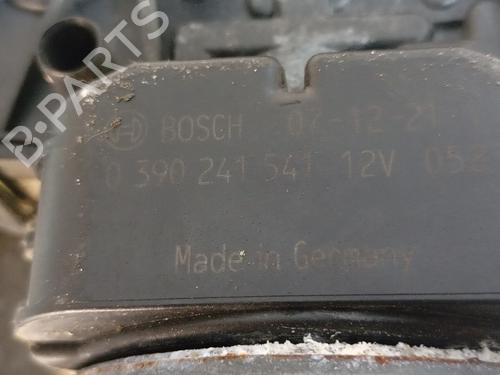 B-PARTS
BOSCH 07-12-21
0 390 241 541 12V 052
Made in Germany